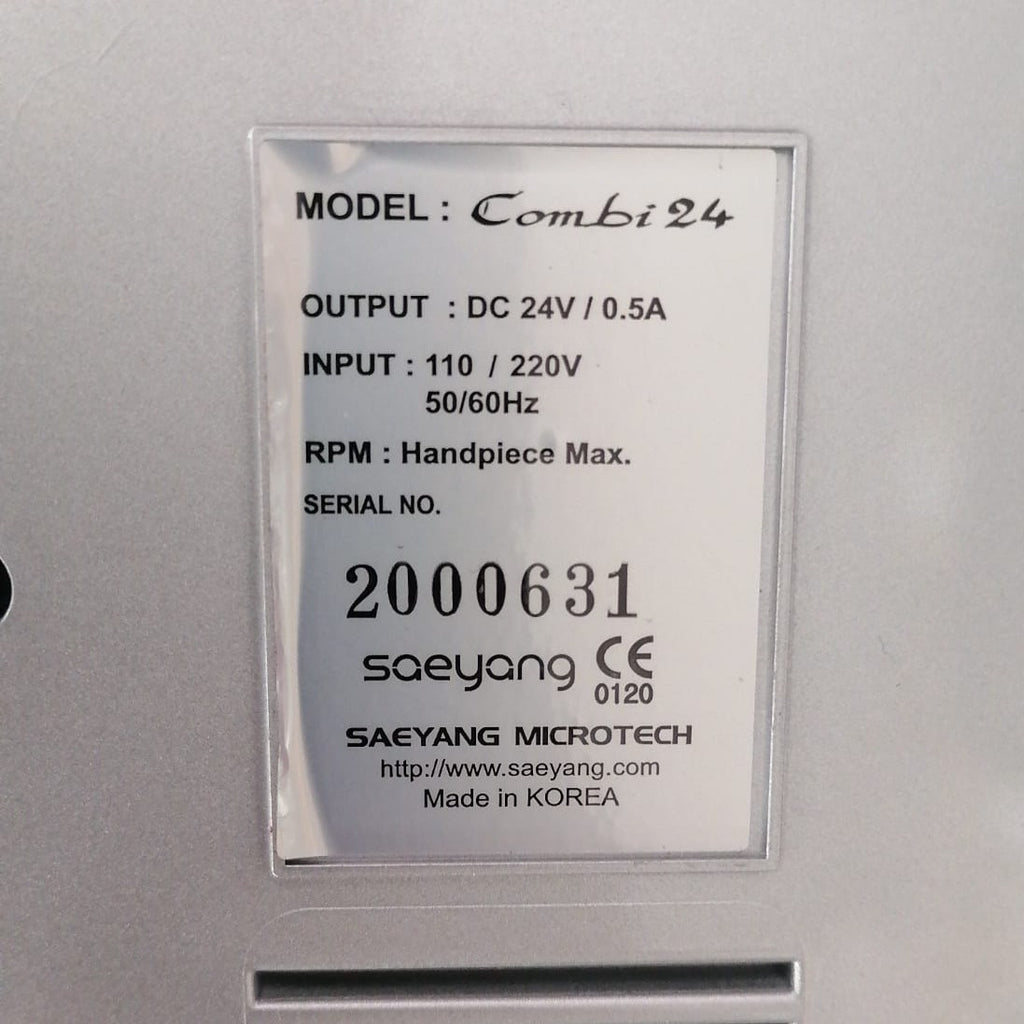 MODEL : Combi 24
OUTPUT : DC 24V / 0.5A
INPUT : 110 / 220V
50/60Hz
RPM : Handpiece Max.
SERIAL NO.
2000631
saeyang CE
0120
SAEYANG MICROTECH
http://www.saeyang.com
Made in KOREA